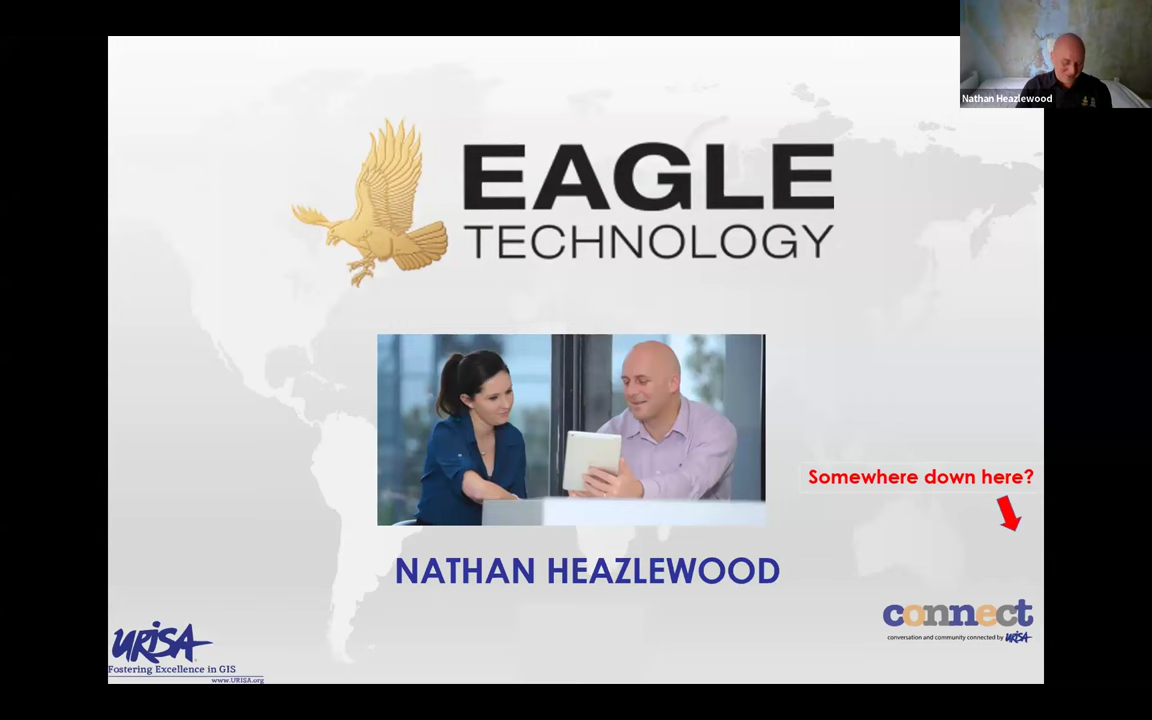 Nathan Heazlewood
EAGLE
TECHNOLOGY
Somewhere down here?
NATHAN HEAZLEWOOD
connect
conversation and community connected by URISA
URISA
Fostering Excellence in GIS
www.URISA.org